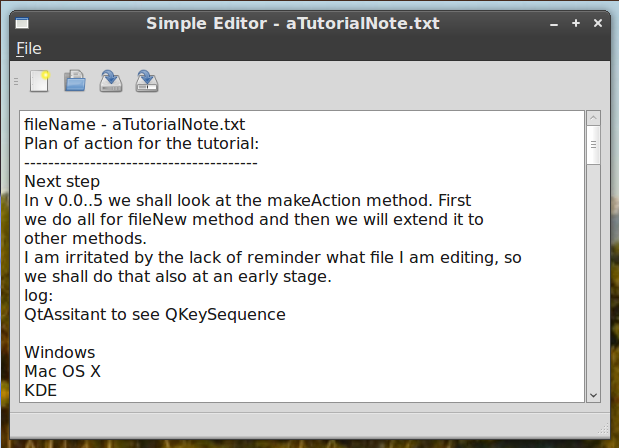 Simple Editor - aTutorialNote.txt
File
fileName - aTutorialNote.txt
Plan of action for the tutorial:
---------------------------------------
Next step
In v 0.0..5 we shall look at the makeAction method. First
we do all for fileNew method and then we will extend it to
other methods.
I am irritated by the lack of reminder what file I am editing, so
we shall do that also at an early stage.
log:
QtAssitant to see QKeySequence
Windows
Mac OS X
KDE